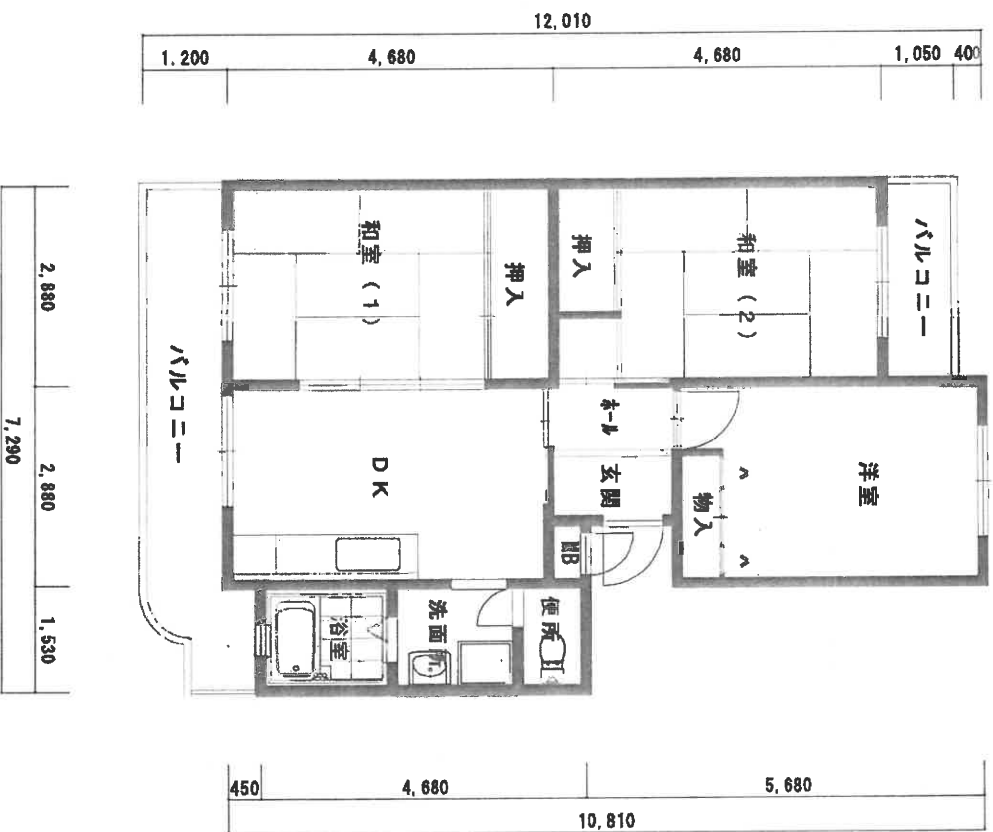 12,010
1.200
4,680
4,680
1,050
400
7,290
2,880
2,880
1,530
バルコニー
和室(1)
押入
押入
和室(2)
バルコニー
DK
ホール
玄関
物入
洋室
MB
浴室
洗面所
便所
450
4,680
5,680
10,810